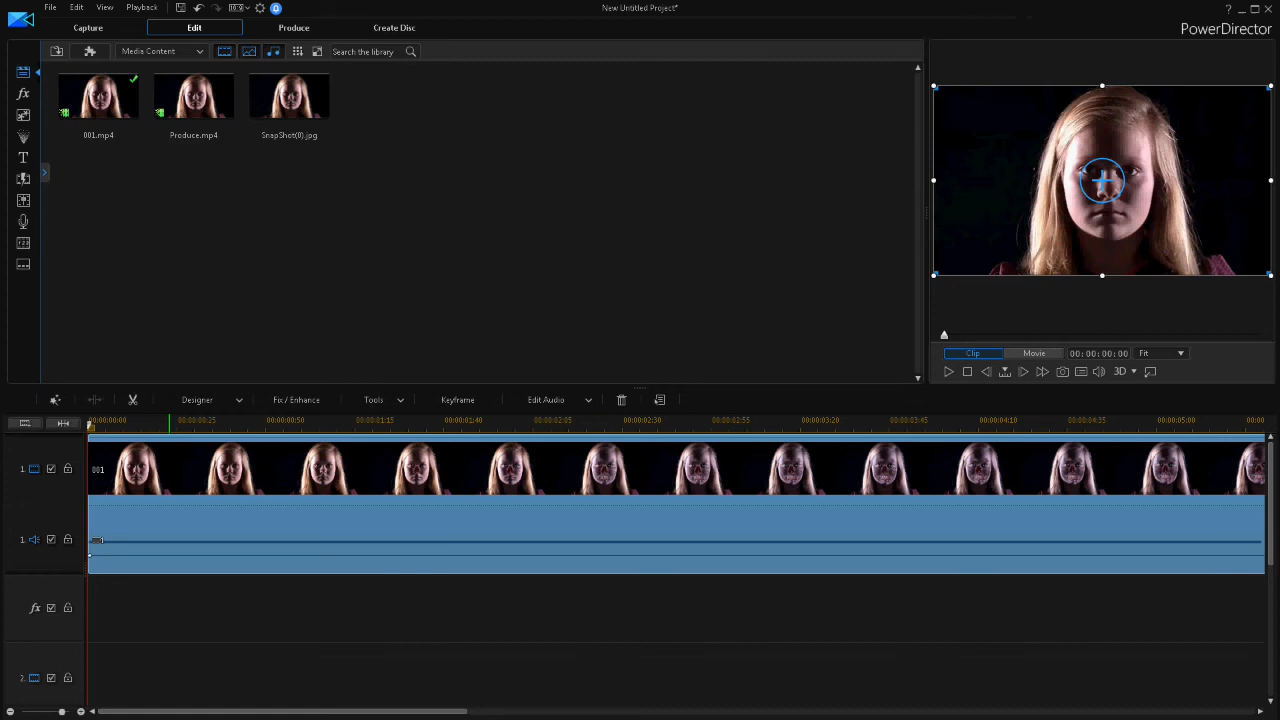 File Edit View Playback New Untitled Project* ?
PowerDirector
Capture Edit Produce Create Disc
Media Content Search the library
001.mp4 Produce.mp4 SnapShot(0).jpg
fx
T
Clip Movie 00:00:00:00 Fit
3D
Designer Fix / Enhance Tools Keyframe Edit Audio
00:00:00:00 00:00:00:25 00:00:00:50 00:00:01:15 00:00:01:40 00:00:02:05 00:00:02:30 00:00:02:55 00:00:03:20 00:00:03:45 00:00:04:10 00:00:04:35 00:00:05:00 00:00
1. 001
1.
fx
2.